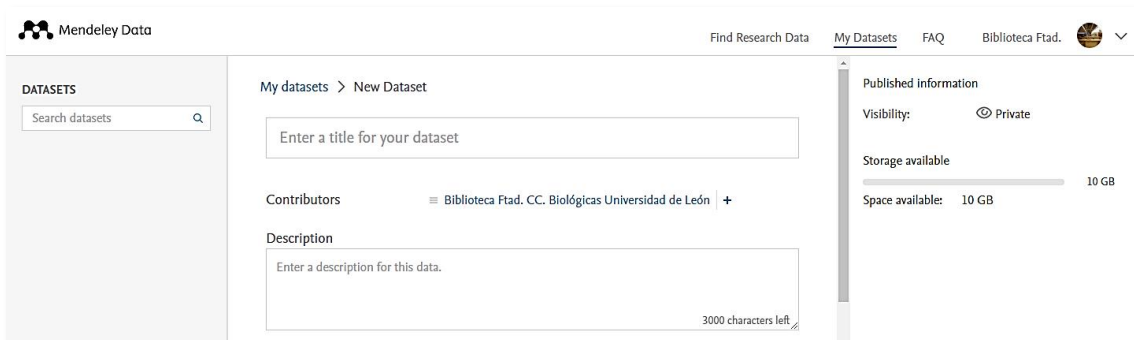 Mendeley Data
Find Research Data
My Datasets
FAQ
Biblioteca Ftad.
DATASETS
Search datasets
My datasets > New Dataset
Enter a title for your dataset
Contributors
Biblioteca Ftad. CC. Biológicas Universidad de León +
Description
Enter a description for this data.
3000 characters left
Published information
Visibility: Private
Storage available
10 GB
Space available: 10 GB